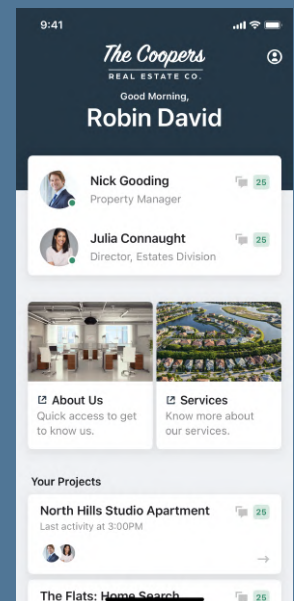 9:41
The Coopers
REAL ESTATE CO.
Good Morning,
Robin David
Nick Gooding
25
Property Manager
Julia Connaught
25
Director, Estates Division
About Us
Quick access to get
to know us.
Services
Know more about
our services.
Your Projects
North Hills Studio Apartment
25
Last activity at 3:00PM
The Flats: Home Search
25